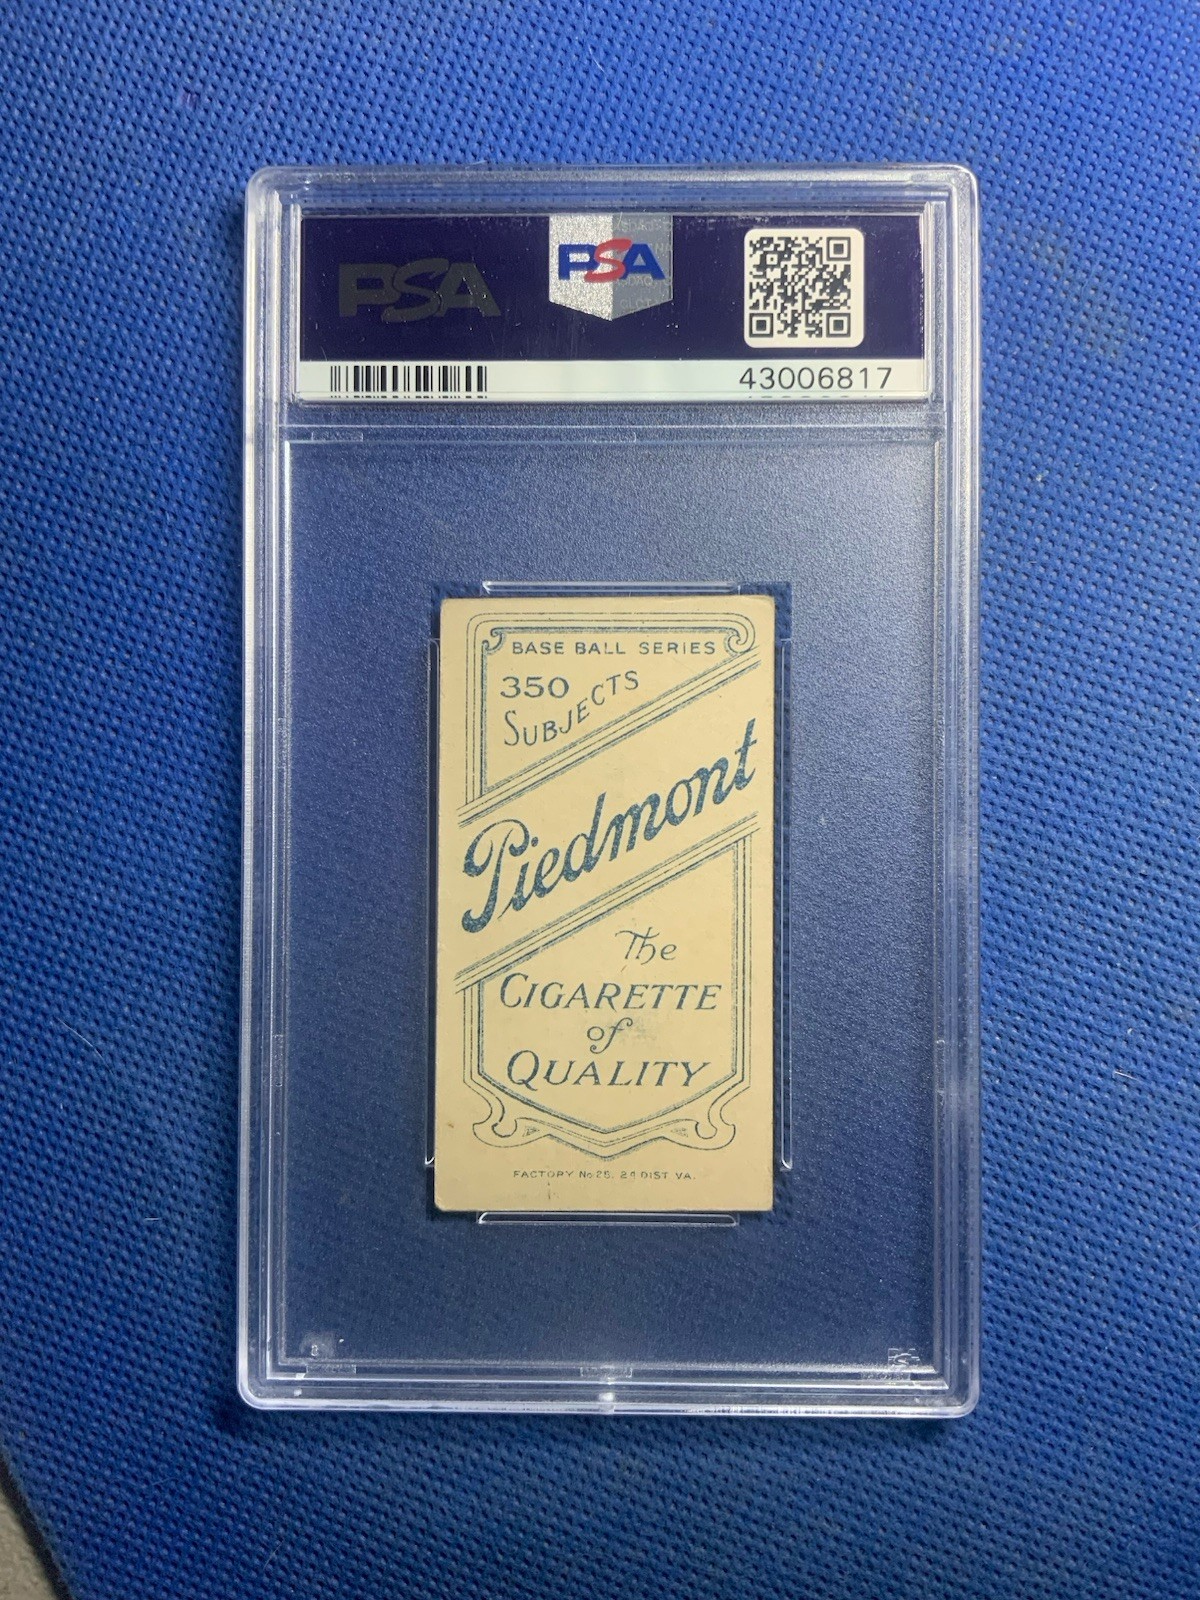 PSA
PSA
43006817
BASE BALL SERIES
350
SUBJECTS
Piedmont
The
CIGARETTE
of
QUALITY
FACTORY No 25, 2d DIST VA.